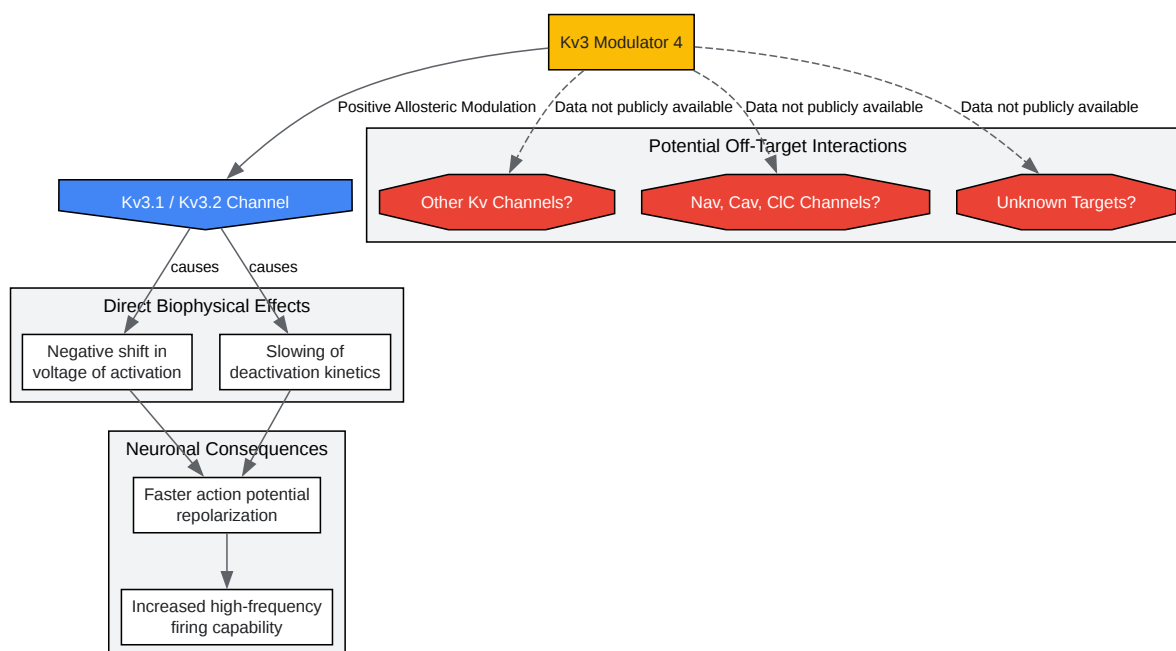 Kv3 Modulator 4
Positive Allosteric Modulation
Data not publicly available
Data not publicly available
Data not publicly available
Potential Off-Target Interactions
Kv3.1 / Kv3.2 Channel
Other Kv Channels?
Nav, Cav, ClC Channels?
Unknown Targets?
causes
causes
Direct Biophysical Effects
Negative shift in
voltage of activation
Slowing of
deactivation kinetics
Neuronal Consequences
Faster action potential
repolarization
Increased high-frequency
firing capability